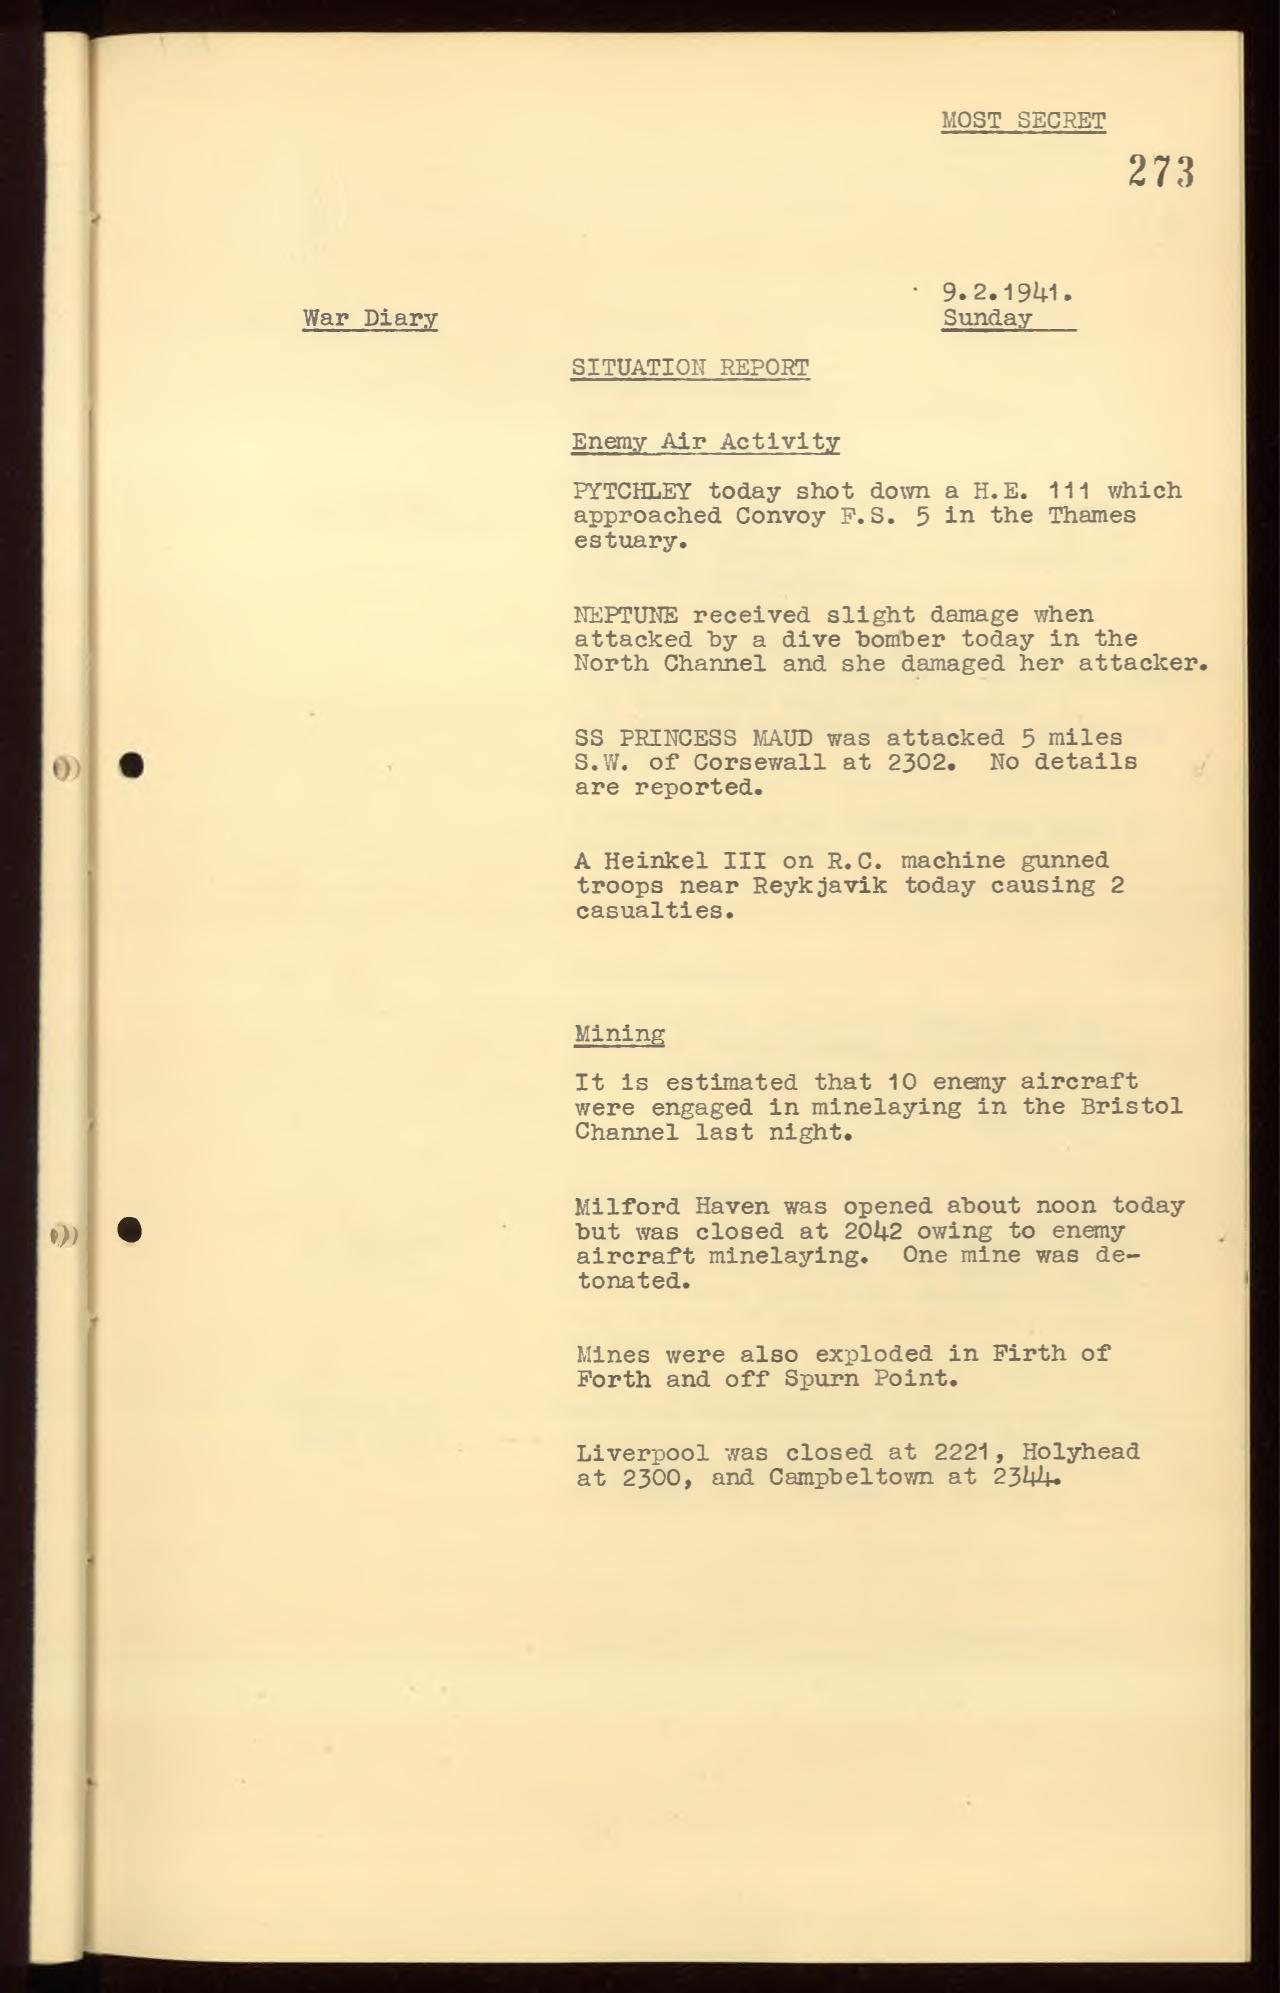 MOST SECRET
273
9.2.1941.
War Diary
Sunday
SITUATION REPORT
Enemy Air Activity
PYTCHLEY today shot down a H.E. 111 which
approached Convoy F.S. 5 in the Thames
estuary.
NEPTUNE received slight damage when
attacked by a dive bomber today in the
North Channel and she damaged her attacker.
SS PRINCESS MAUD was attacked 5 miles
S.W. of Corsewall at 2302. No details
are reported.
A Heinkel III on R.C. machine gunned
troops near Reykjavik today causing 2
casualties.
Mining
It is estimated that 10 enemy aircraft
were engaged in minelaying in the Bristol
Channel last night.
Milford Haven was opened about noon today
but was closed at 2042 owing to enemy
aircraft minelaying. One mine was de-
tonated.
Mines were also exploded in Firth of
Forth and off Spurn Point.
Liverpool was closed at 2221, Holyhead
at 2300, and Campbeltown at 2344.